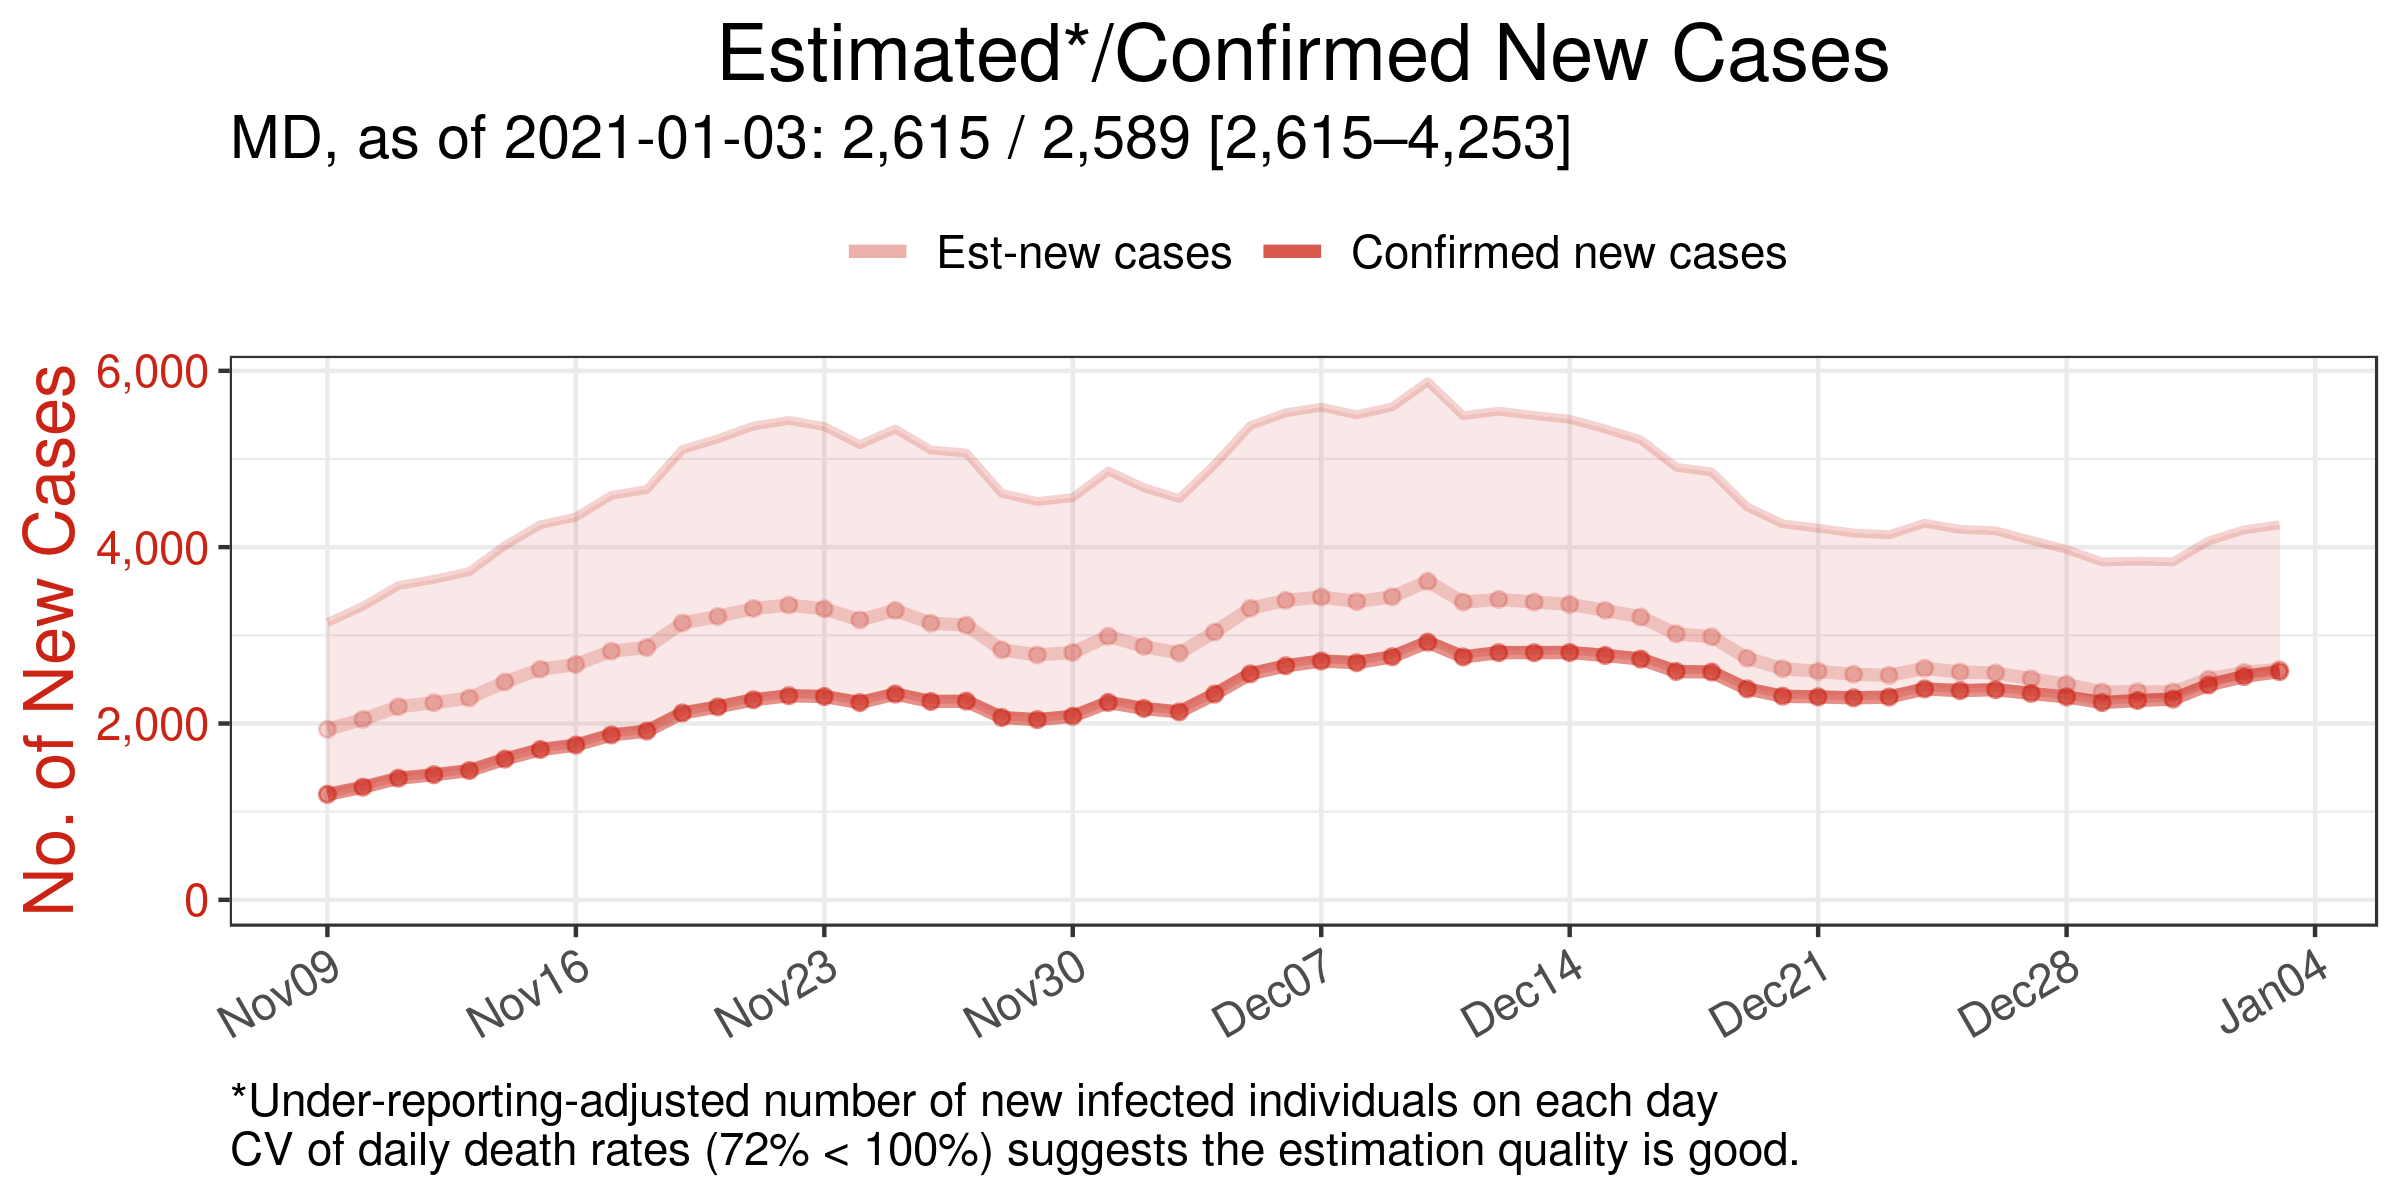 Estimated*/Confirmed New Cases
MD, as of 2021-01-03: 2,615 / 2,589 [2,615–4,253]
Est-new cases Confirmed new cases
No. of New Cases
6,000
4,000
2,000
0
Nov09 Nov16 Nov23 Nov30 Dec07 Dec14 Dec21 Dec28 Jan04
*Under-reporting-adjusted number of new infected individuals on each day
CV of daily death rates (72% < 100%) suggests the estimation quality is good.